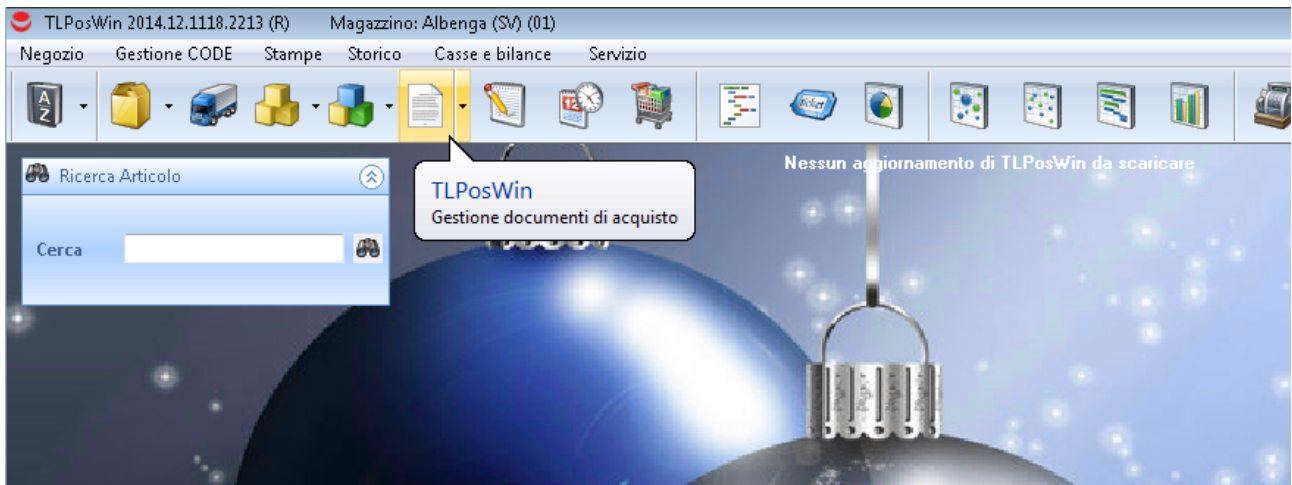 TLPosWin 2014.12.1118.2213 (R) Magazzino: Albenga (SV) (01)
Negozio Gestione CODE Stampe Storico Casse e bilance Servizio
A
Z
ticket
Nessun aggiornamento di TLPosWin da scaricare
Ricerca Articolo
TLPosWin
Gestione documenti di acquisto
Cerca